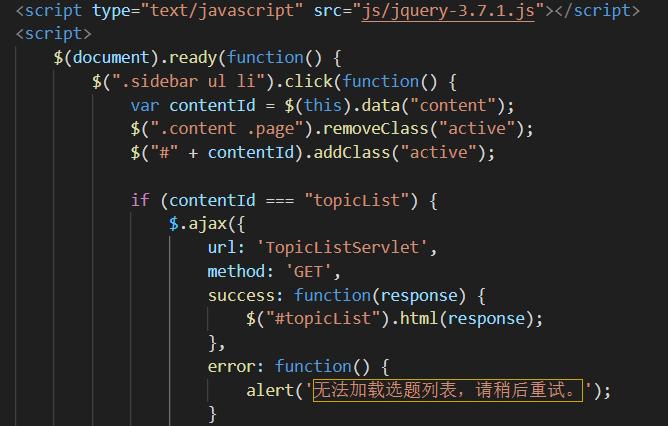 <script type="text/javascript" src="js/jquery-3.7.1.js"></script>
<script>
$(document).ready(function() {
$(".sidebar ul li").click(function() {
var contentId = $(this).data("content");
$(".content .page").removeClass("active");
$("#" + contentId).addClass("active");
if (contentId === "topicList") {
$.ajax({
url: 'TopicListServlet',
method: 'GET',
success: function(response) {
$("#topicList").html(response);
},
error: function() {
alert('无法加载选题列表，请稍后重试。');
}